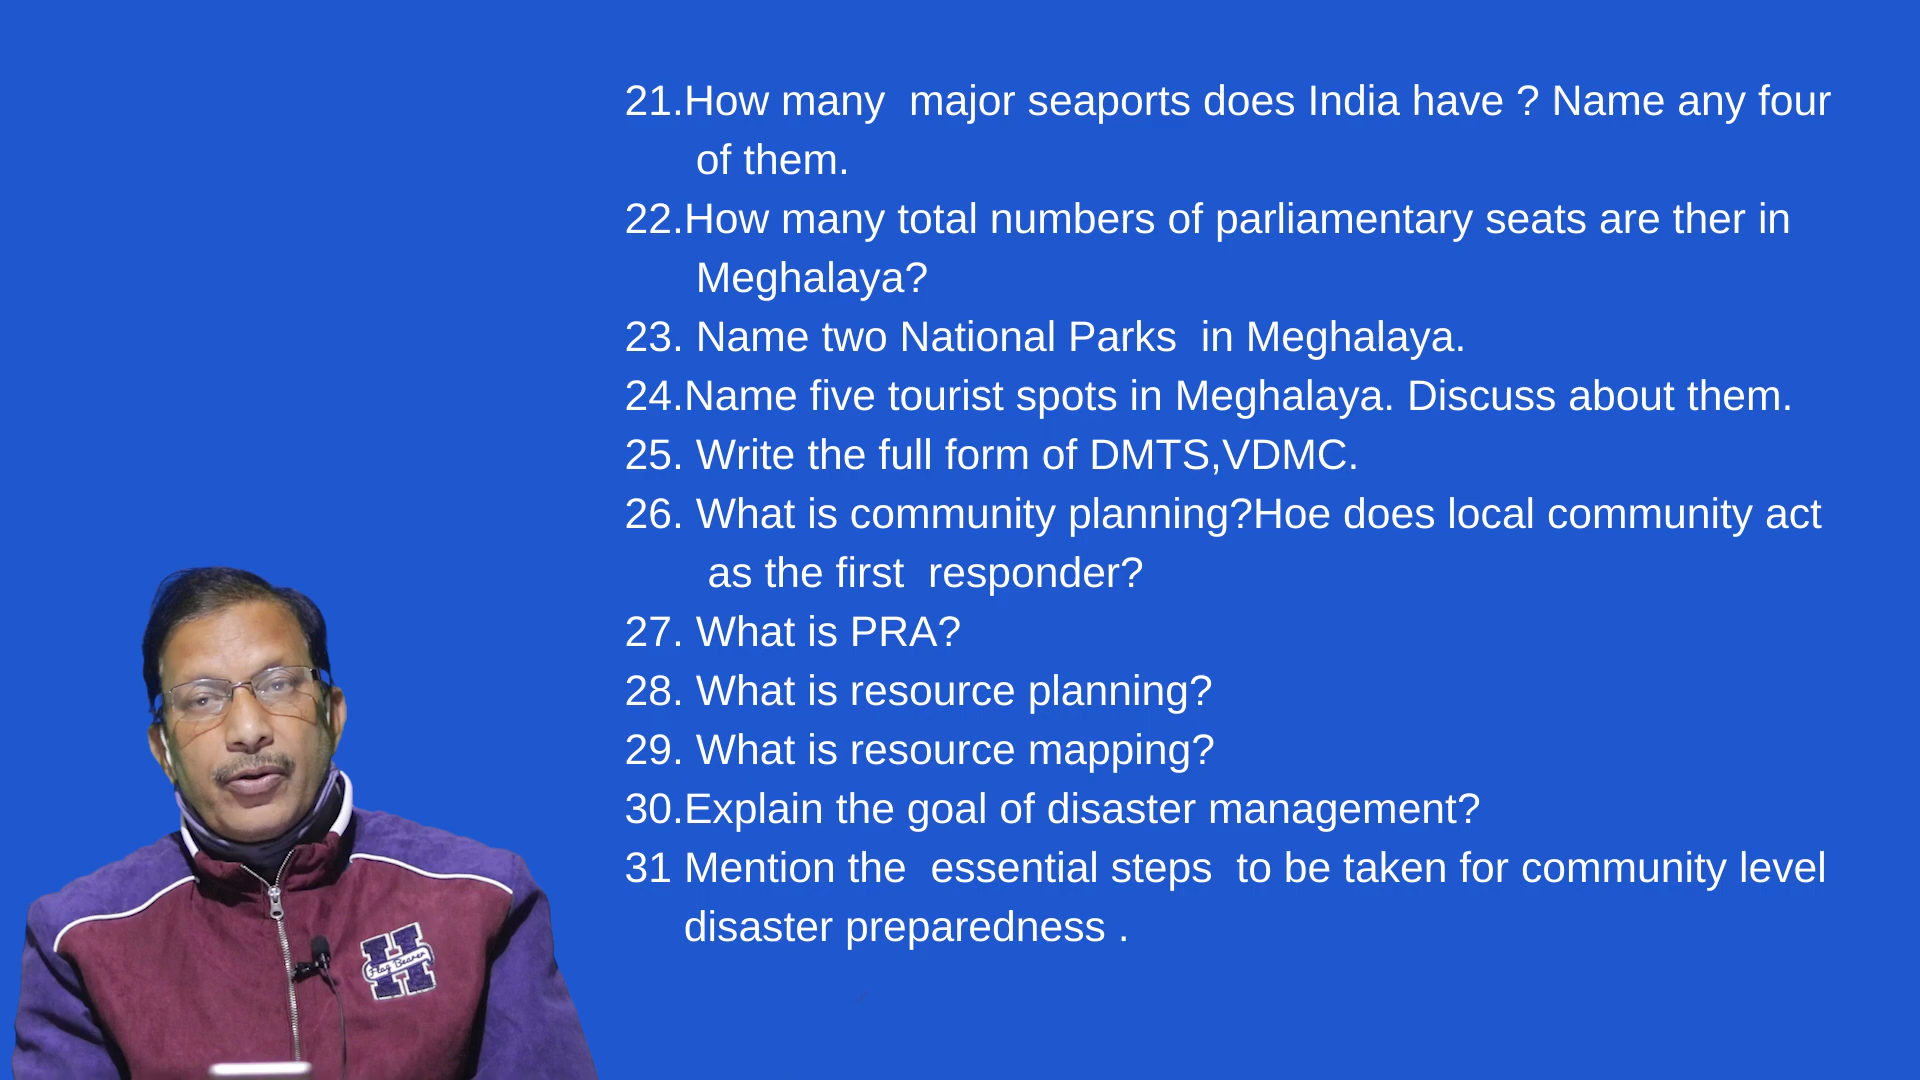 21.How many  major seaports does India have ? Name any four
of them.
22.How many total numbers of parliamentary seats are ther in
Meghalaya?
23. Name two National Parks  in Meghalaya.
24.Name five tourist spots in Meghalaya. Discuss about them.
25. Write the full form of DMTS,VDMC.
26. What is community planning?Hoe does local community act
as the first  responder?
27. What is PRA?
28. What is resource planning?
29. What is resource mapping?
30.Explain the goal of disaster management?
31 Mention the  essential steps  to be taken for community level
disaster preparedness .
H
Flag Bearer